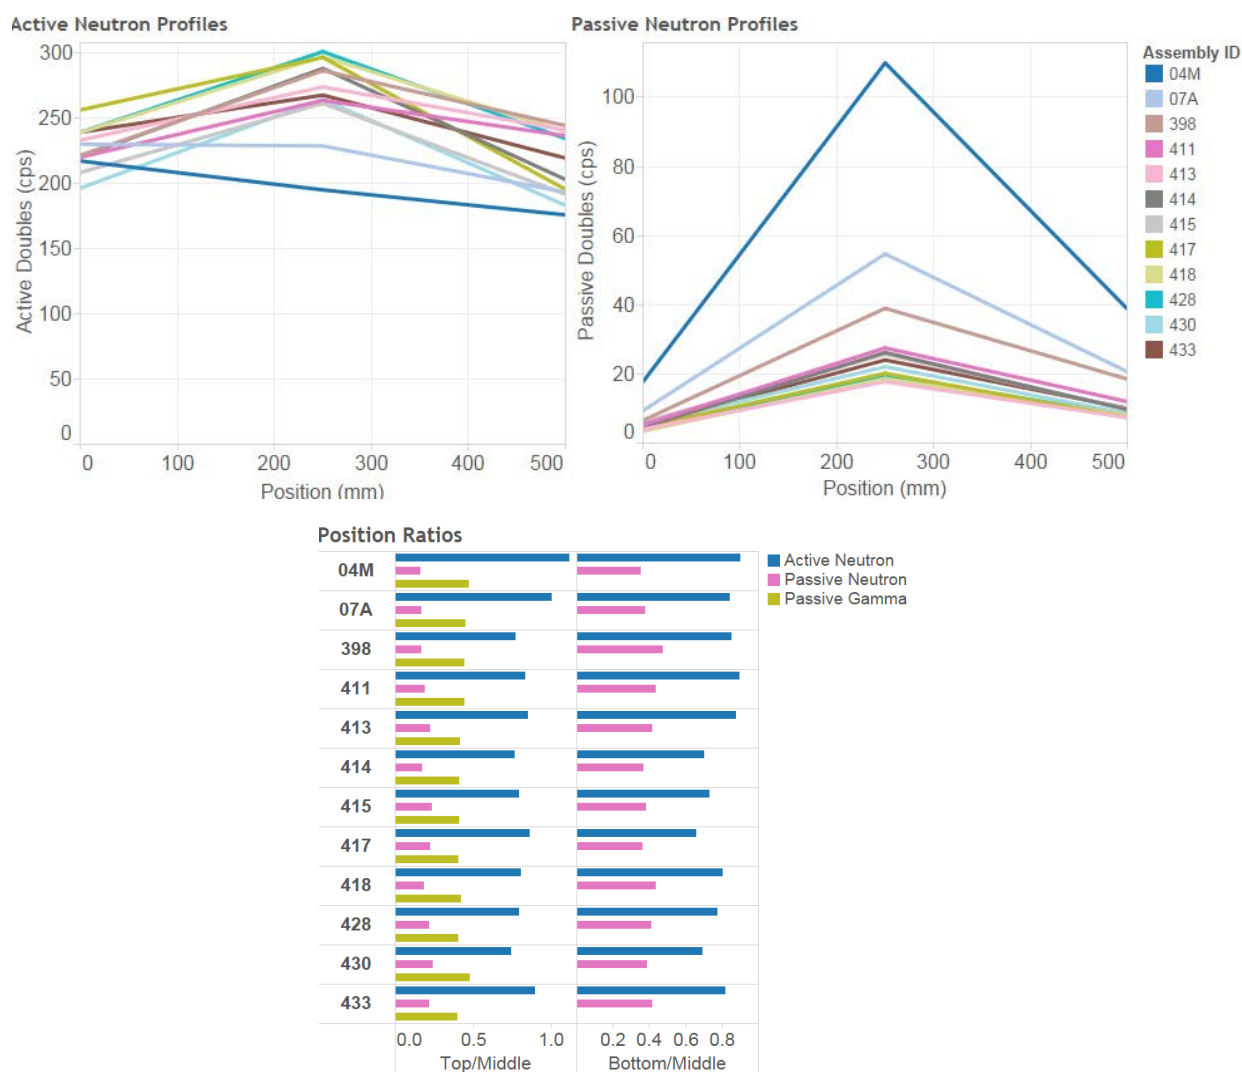 Active Neutron Profiles
300
250
200
150
100
50
0
Active Doubles (cps)
0 100 200 300 400 500
Position (mm)
Passive Neutron Profiles
100
80
60
40
20
0
Passive Doubles (cps)
0 100 200 300 400 500
Position (mm)
Assembly ID
04M
07A
398
411
413
414
415
417
418
428
430
433
Position Ratios
04M
07A
398
411
413
414
415
417
418
428
430
433
0.0 0.5 1.0
Top/Middle
0.2 0.4 0.6 0.8
Bottom/Middle
Active Neutron
Passive Neutron
Passive Gamma